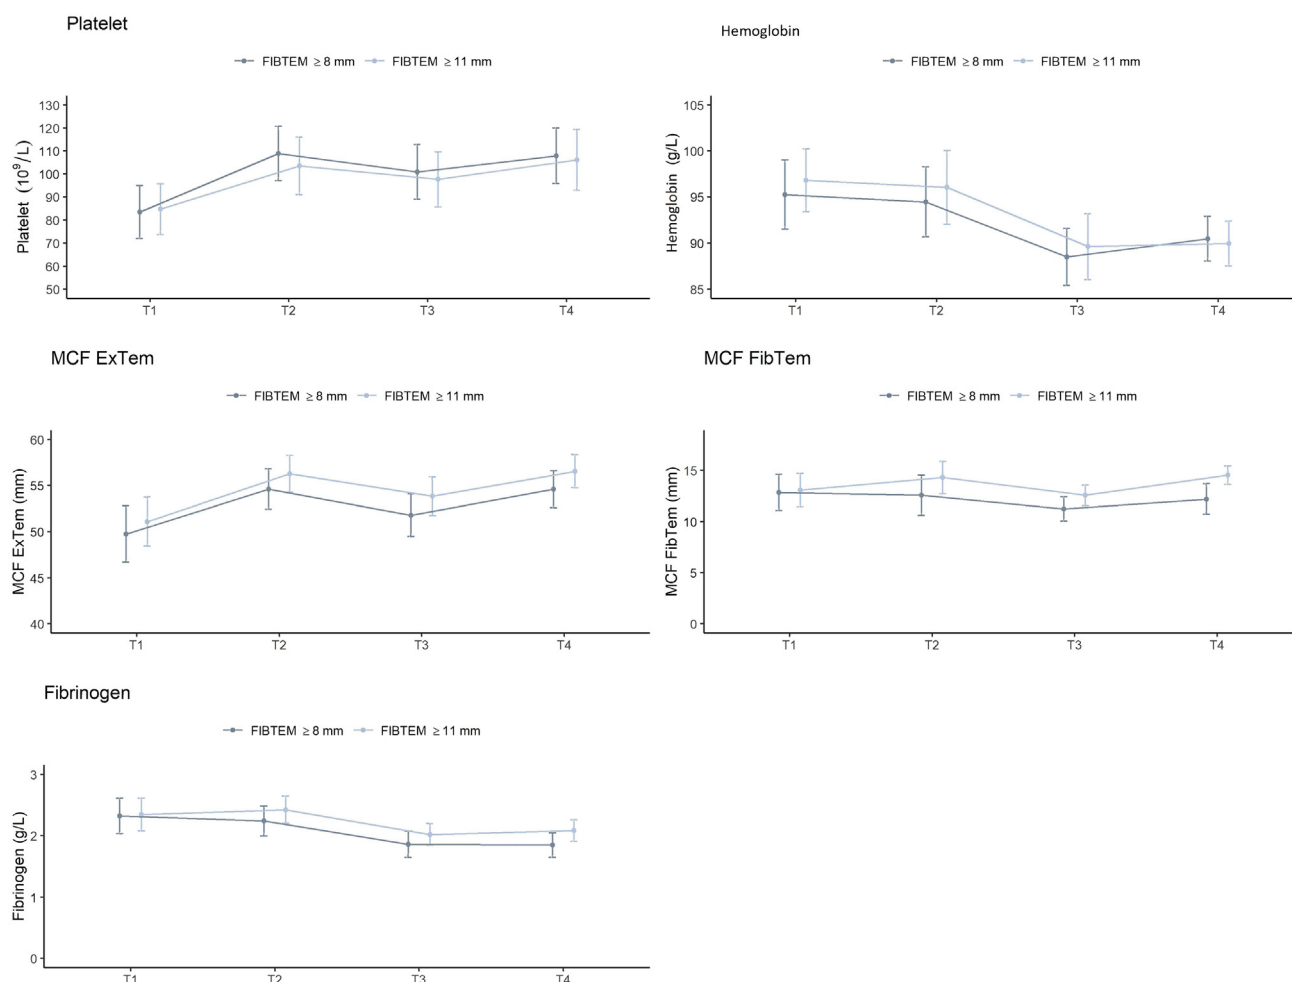 Platelet
FIBTEM ≥ 8 mm FIBTEM ≥ 11 mm
Platelet (10⁹/L)
130
120
110
100
90
80
70
60
50
T1 T2 T3 T4
Hemoglobin
FIBTEM ≥ 8 mm FIBTEM ≥ 11 mm
Hemoglobin (g/L)
105
100
95
90
85
T1 T2 T3 T4
MCF ExTem
FIBTEM ≥ 8 mm FIBTEM ≥ 11 mm
MCF ExTem (mm)
60
55
50
45
40
T1 T2 T3 T4
MCF FibTem
FIBTEM ≥ 8 mm FIBTEM ≥ 11 mm
MCF FibTem (mm)
15
10
5
0
T1 T2 T3 T4
Fibrinogen
FIBTEM ≥ 8 mm FIBTEM ≥ 11 mm
Fibrinogen (g/L)
3
2
1
0
T1 T2 T3 T4